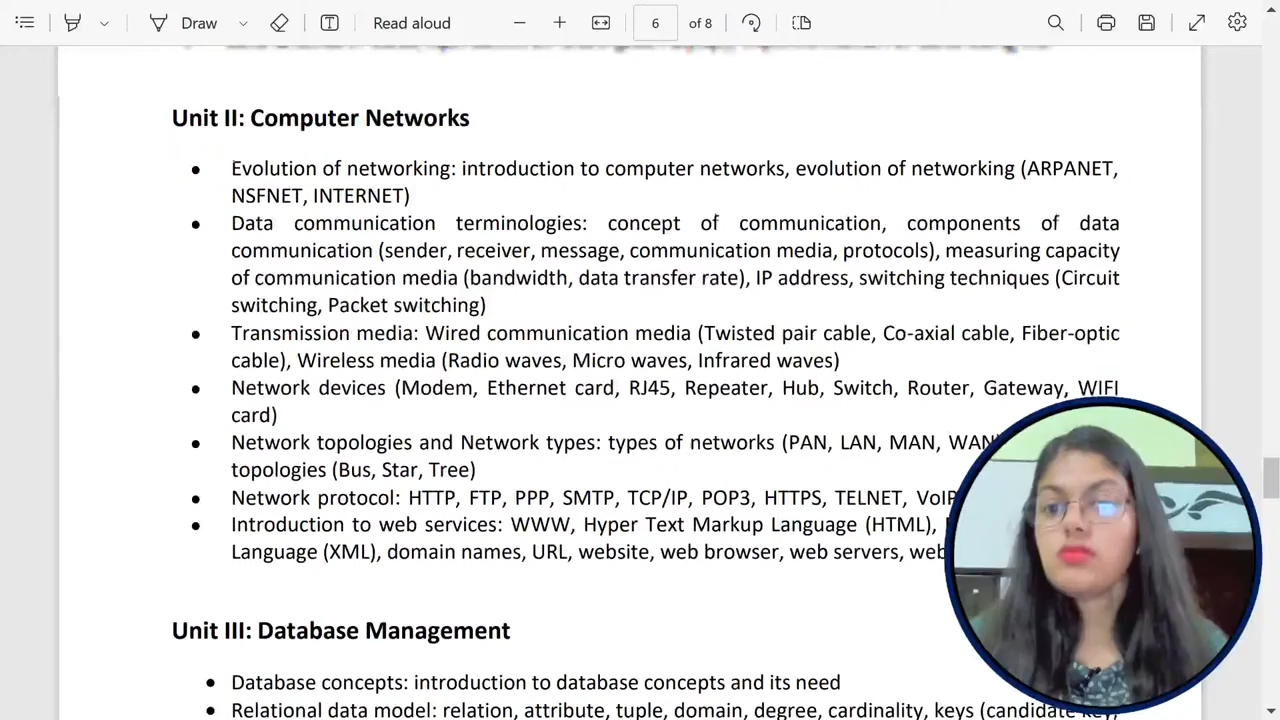 Draw
Read aloud
6
of 8
Unit II: Computer Networks
● Evolution of networking: introduction to computer networks, evolution of networking (ARPANET,
NSFNET, INTERNET)
● Data communication terminologies: concept of communication, components of data
communication (sender, receiver, message, communication media, protocols), measuring capacity
of communication media (bandwidth, data transfer rate), IP address, switching techniques (Circuit
switching, Packet switching)
● Transmission media: Wired communication media (Twisted pair cable, Co-axial cable, Fiber-optic
cable), Wireless media (Radio waves, Micro waves, Infrared waves)
● Network devices (Modem, Ethernet card, RJ45, Repeater, Hub, Switch, Router, Gateway, WIFI
card)
● Network topologies and Network types: types of networks (PAN, LAN, MAN, WAN)
topologies (Bus, Star, Tree)
● Network protocol: HTTP, FTP, PPP, SMTP, TCP/IP, POP3, HTTPS, TELNET, VoIP
● Introduction to web services: WWW, Hyper Text Markup Language (HTML),
Language (XML), domain names, URL, website, web browser, web servers, web
Unit III: Database Management
● Database concepts: introduction to database concepts and its need
● Relational data model: relation, attribute, tuple, domain, degree, cardinality, keys (candidate key,